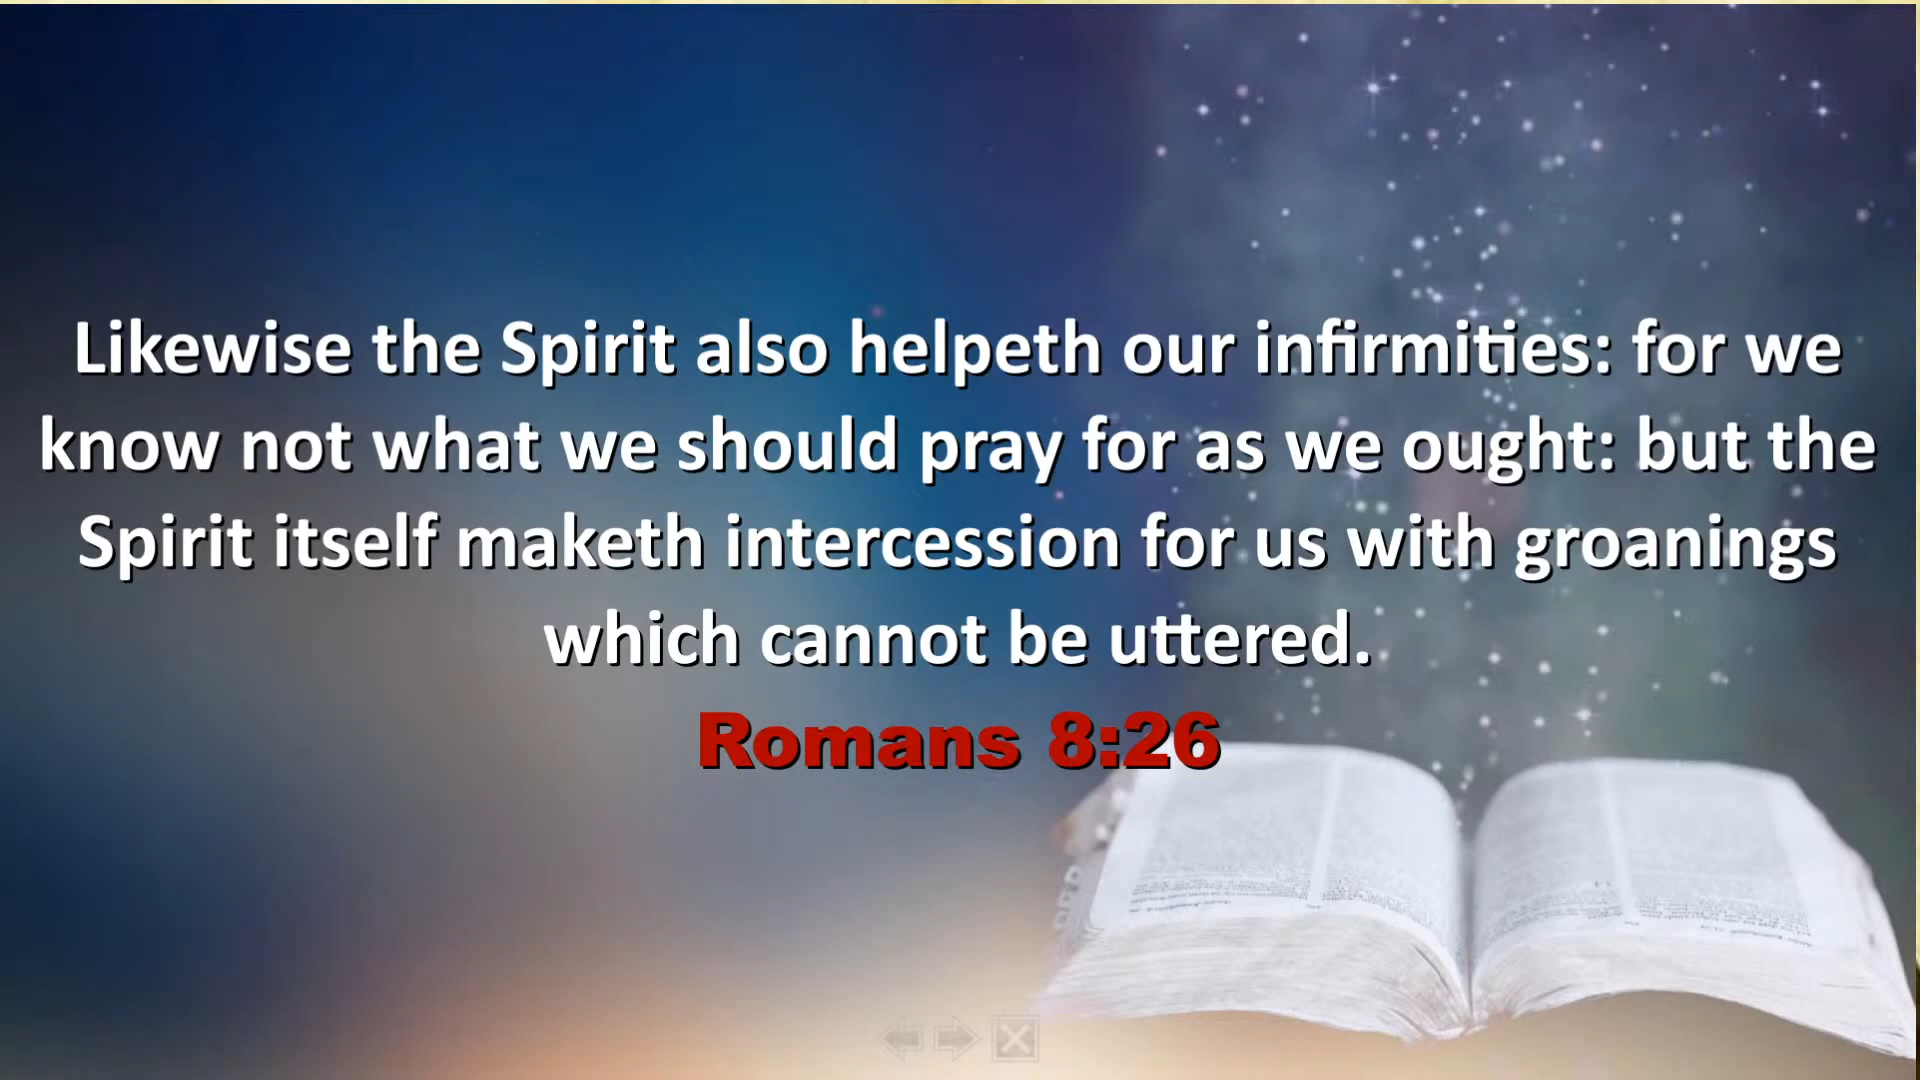 Likewise the Spirit also helpeth our infirmities: for we
know not what we should pray for as we ought: but the
Spirit itself maketh intercession for us with groanings
which cannot be uttered.
Romans 8:26